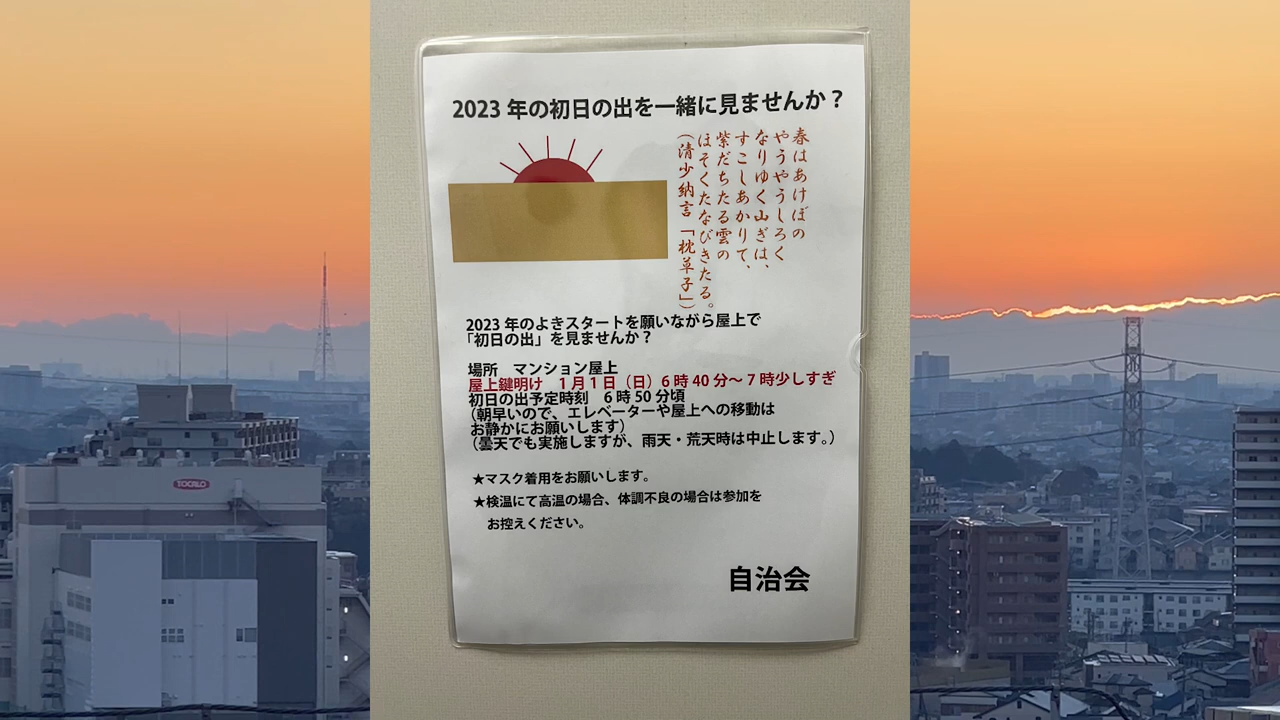 2023 年の初日の出を一緒に見ませんか？
春はあけぼの
やうやうしろく
なりゆく山ぎは、
すこしあかりて、
紫だちたる雲の
ほそくたなびきたる。
（清少納言「枕草子」）
2023 年のよきスタートを願いながら屋上で
「初日の出」を見ませんか？
場所　マンション屋上
屋上鍵明け　1 月 1 日（日）6 時 40 分〜 7 時少しすぎ
初日の出予定時刻　6 時 50 分頃
（朝早いので、エレベーターや屋上への移動は
お静かにお願いします）
（曇天でも実施しますが、雨天・荒天時は中止します。）
★マスク着用をお願いします。
★検温にて高温の場合、体調不良の場合は参加を
お控えください。
自治会
TOCALO